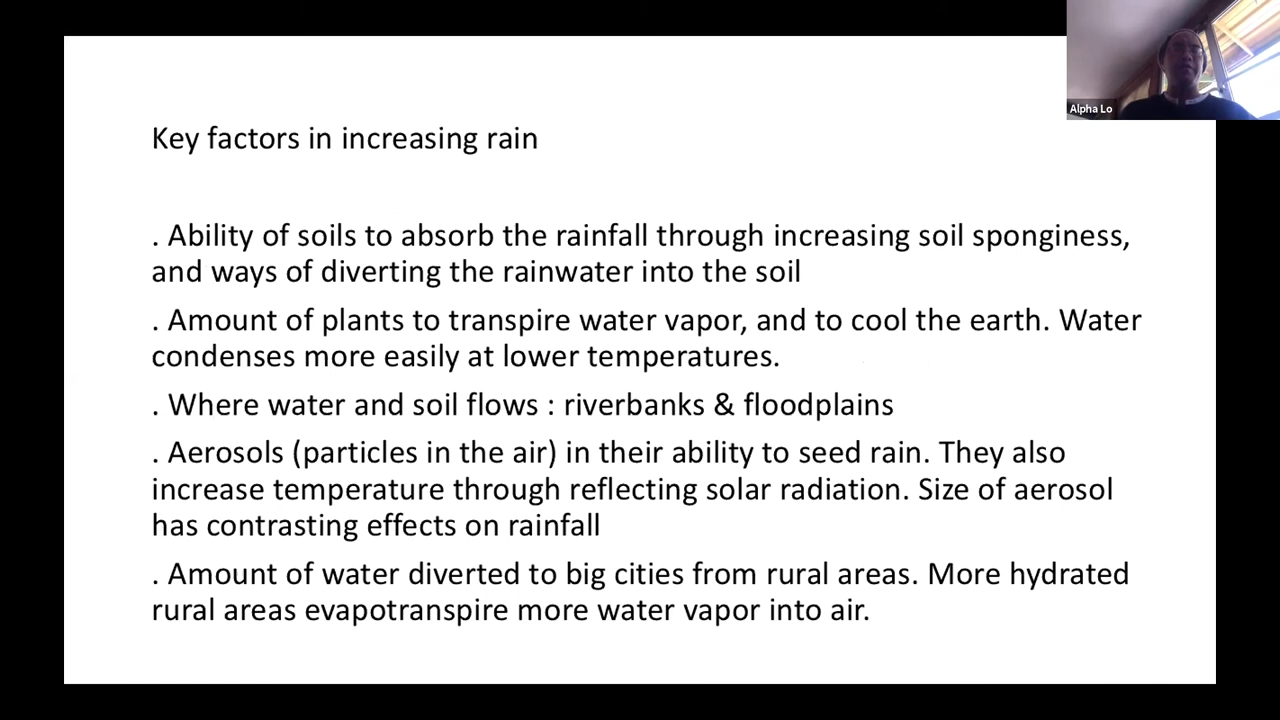 Alpha Lo
Key factors in increasing rain
. Ability of soils to absorb the rainfall through increasing soil sponginess,
and ways of diverting the rainwater into the soil
. Amount of plants to transpire water vapor, and to cool the earth. Water
condenses more easily at lower temperatures.
. Where water and soil flows : riverbanks & floodplains
. Aerosols (particles in the air) in their ability to seed rain. They also
increase temperature through reflecting solar radiation. Size of aerosol
has contrasting effects on rainfall
. Amount of water diverted to big cities from rural areas. More hydrated
rural areas evapotranspire more water vapor into air.